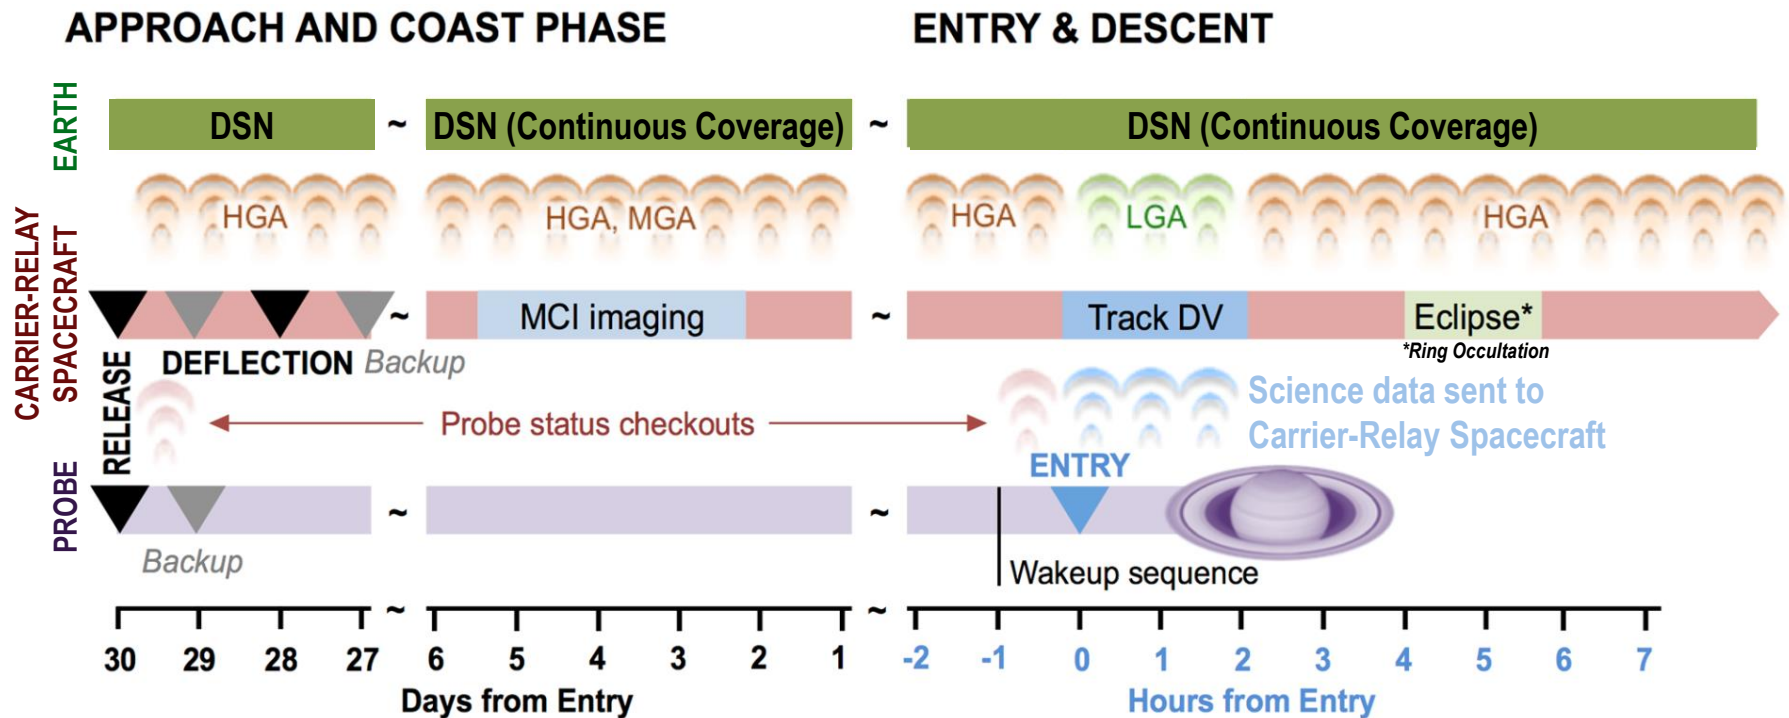 APPROACH AND COAST PHASE
ENTRY & DESCENT
EARTH
DSN
~
DSN (Continuous Coverage)
~
DSN (Continuous Coverage)
HGA
HGA, MGA
HGA
LGA
HGA
CARRIER-RELAY
SPACECRAFT
~
MCI imaging
~
Track DV
Eclipse*
*Ring Occultation
RELEASE
DEFLECTION
Backup
Probe status checkouts
Science data sent to
Carrier-Relay Spacecraft
PROBE
ENTRY
~
~
Backup
Wakeup sequence
~
~
30 29 28 27 6 5 4 3 2 1 -2 -1 0 1 2 3 4 5 6 7
Days from Entry
Hours from Entry